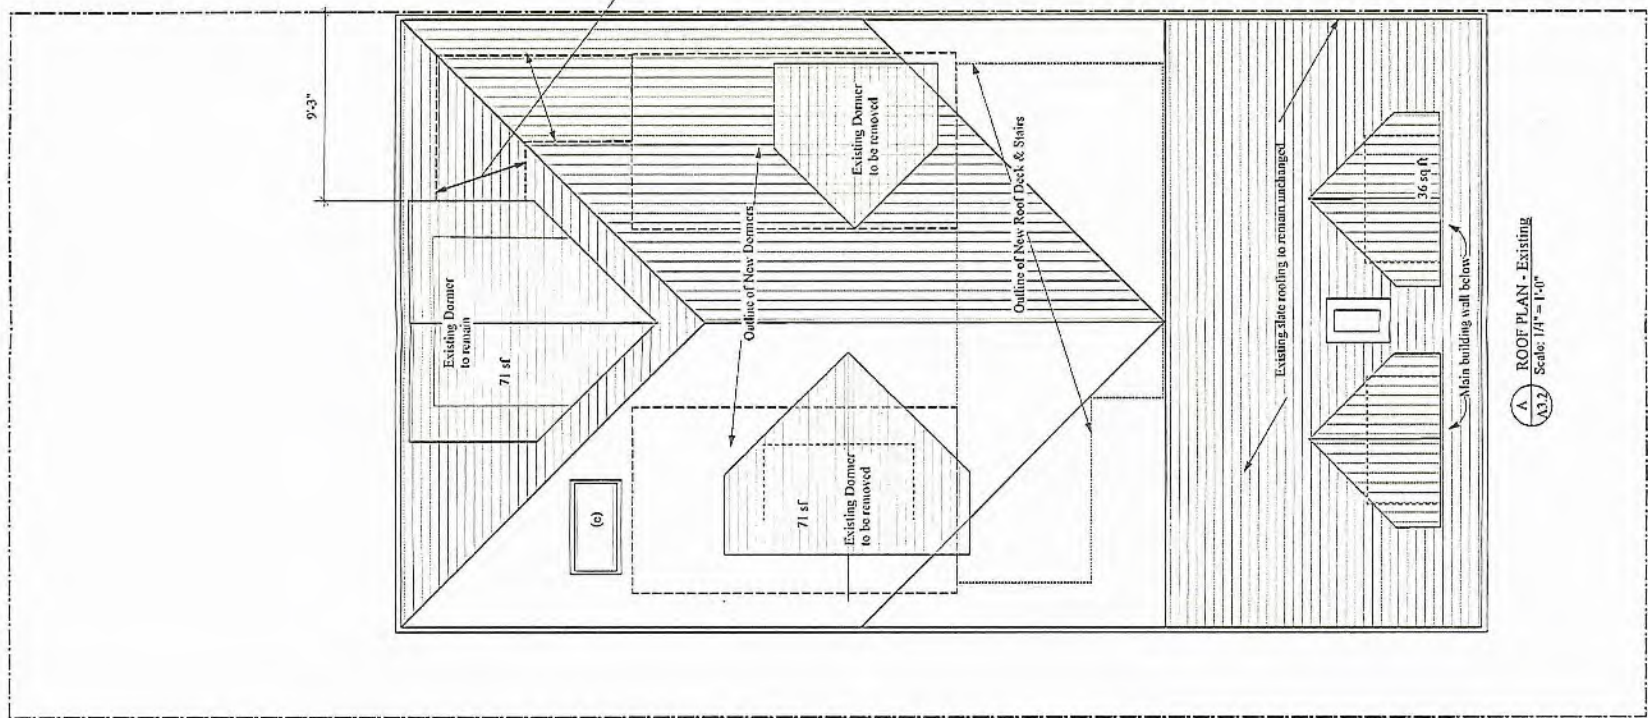 9'-3"
Existing Dormer
to remain
71 sf
Outline of New Dormers
Existing Dormer
to be removed
(e)
71 sf
Existing Dormer
to be removed
Outline of New Roof Deck & Stairs
Existing slate roofing to remain unchanged
36 sq ft
Main building wall below
A
A3.2
ROOF PLAN - Existing
Scale: 1/4" = 1'-0"